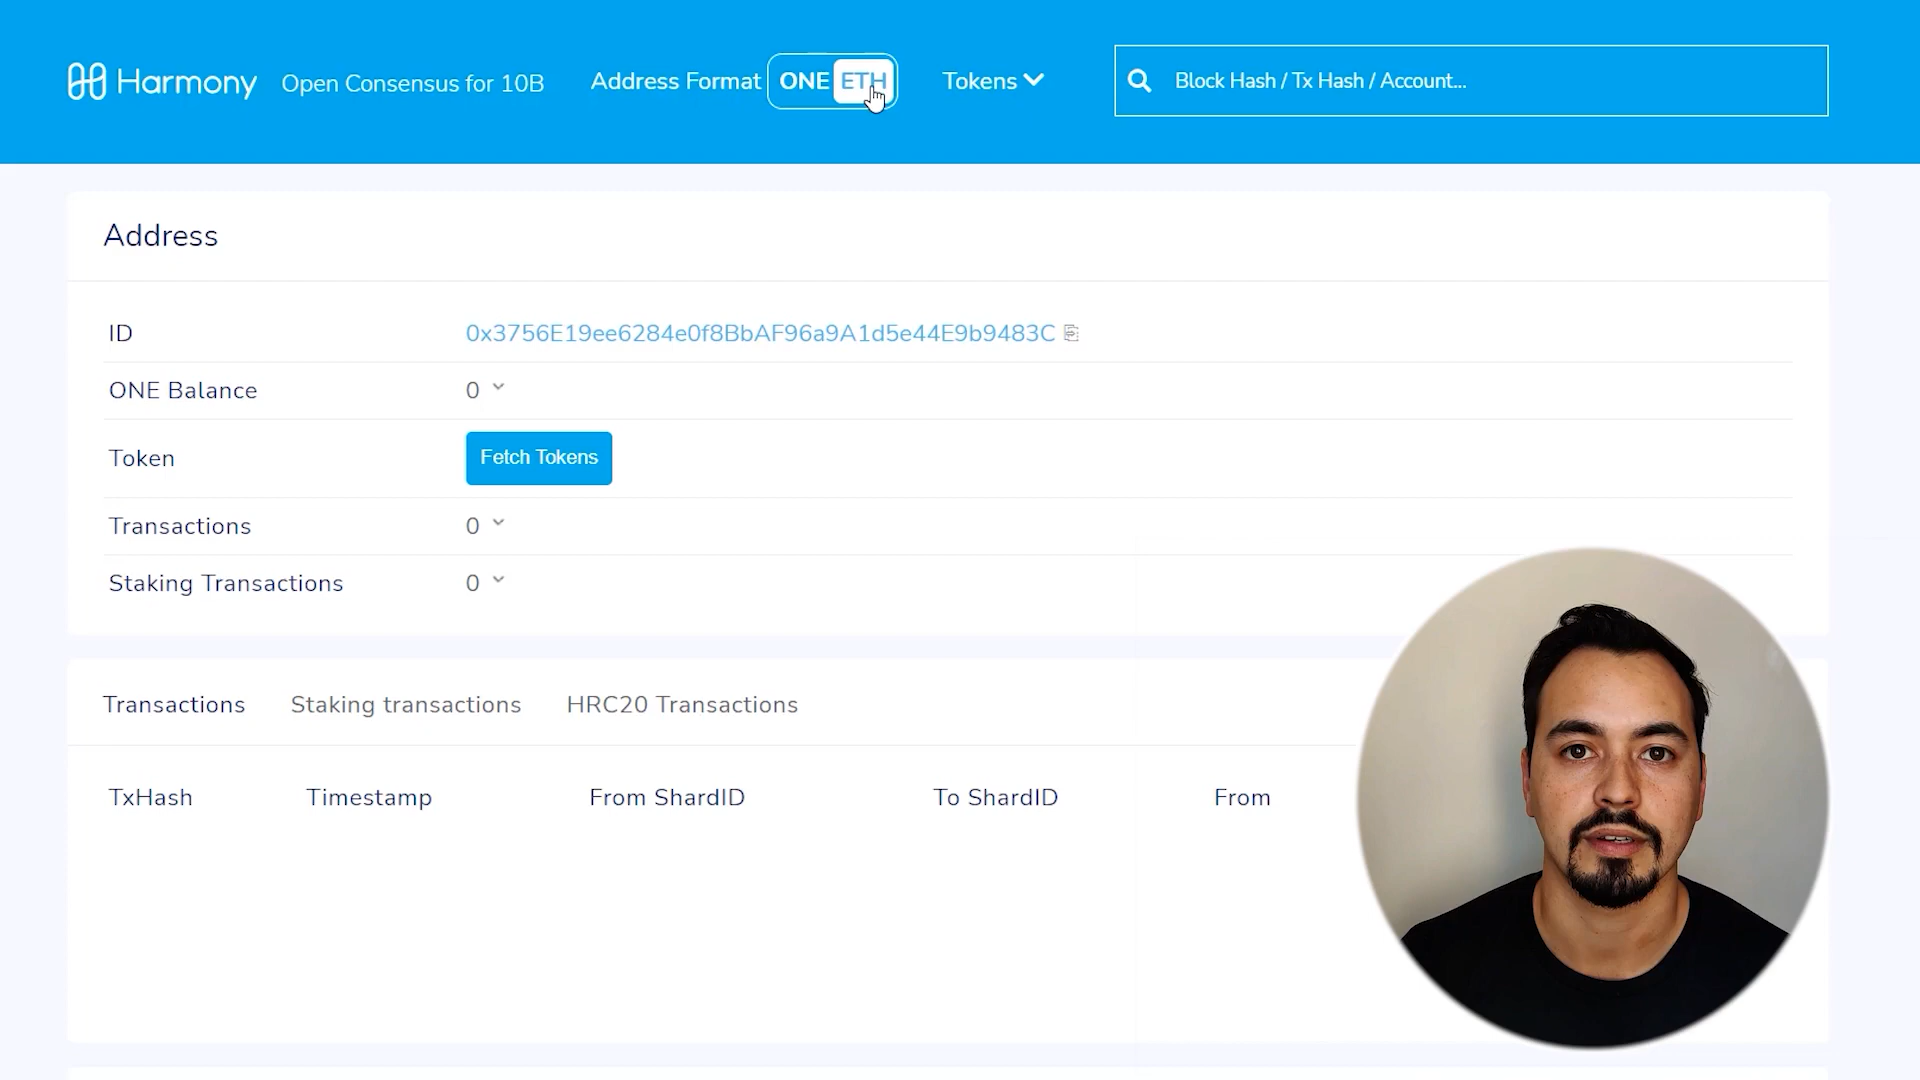 Harmony Open Consensus for 10B Address Format ONE ETH Tokens Block Hash / Tx Hash / Account...
Address
ID 0x3756E19ee6284e0f8BbAF96a9A1d5e44E9b9483C
ONE Balance 0
Token Fetch Tokens
Transactions 0
Staking Transactions 0
Transactions Staking transactions HRC20 Transactions
TxHash Timestamp From ShardID To ShardID From